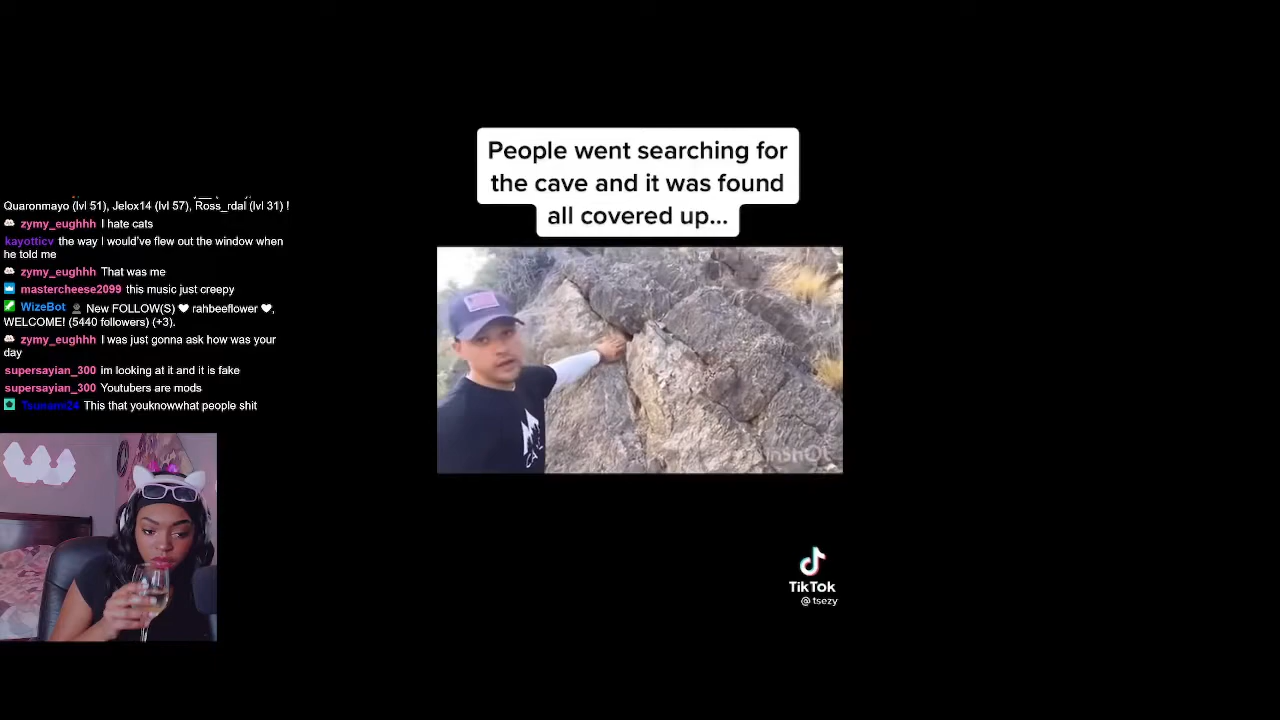 People went searching for
the cave and it was found
all covered up...
Quaronmayo (lvl 51), Jelox14 (lvl 57), Ross_rdal (lvl 31) !
zymy_eughhh I hate cats
kayotticv the way I would've flew out the window when
he told me
zymy_eughhh That was me
mastercheese2099 this music just creepy
WizeBot New FOLLOW(S) ♥ rahbeeflower ♥,
WELCOME! (5440 followers) (+3).
zymy_eughhh I was just gonna ask how was your
day
supersayian_300 im looking at it and it is fake
supersayian_300 Youtubers are mods
Tsunami24 This that youknowwhat people shit
InShOt
TikTok
@tsezy